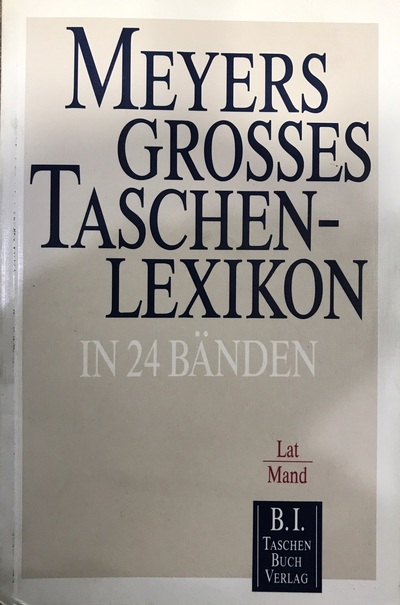 MEYERS
GROSSES
TASCHEN-
LEXIKON
IN 24 BÄNDEN
Lat
Mand
B.I.
TASCHEN
BUCH
VERLAG